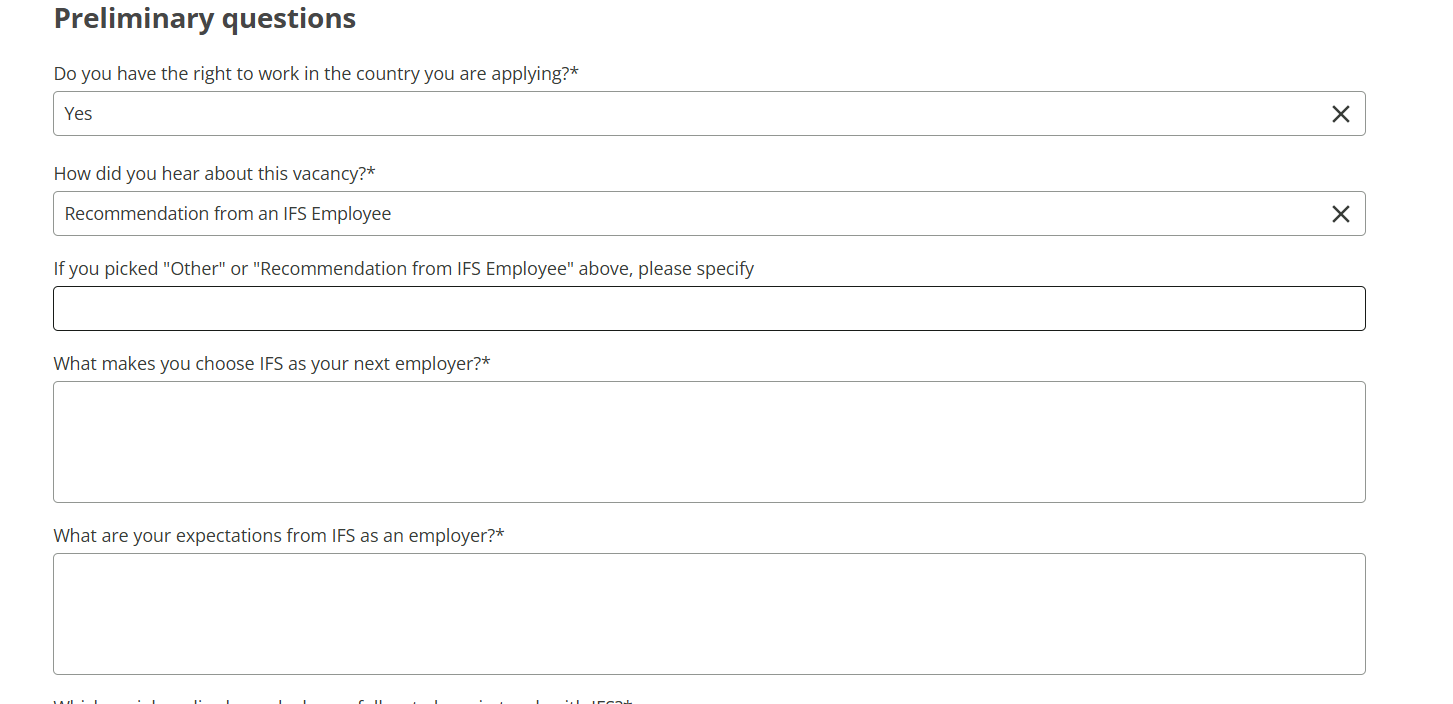 Preliminary questions
Do you have the right to work in the country you are applying?*
Yes
How did you hear about this vacancy?*
Recommendation from an IFS Employee
If you picked "Other" or "Recommendation from IFS Employee" above, please specify
What makes you choose IFS as your next employer?*
What are your expectations from IFS as an employer?*